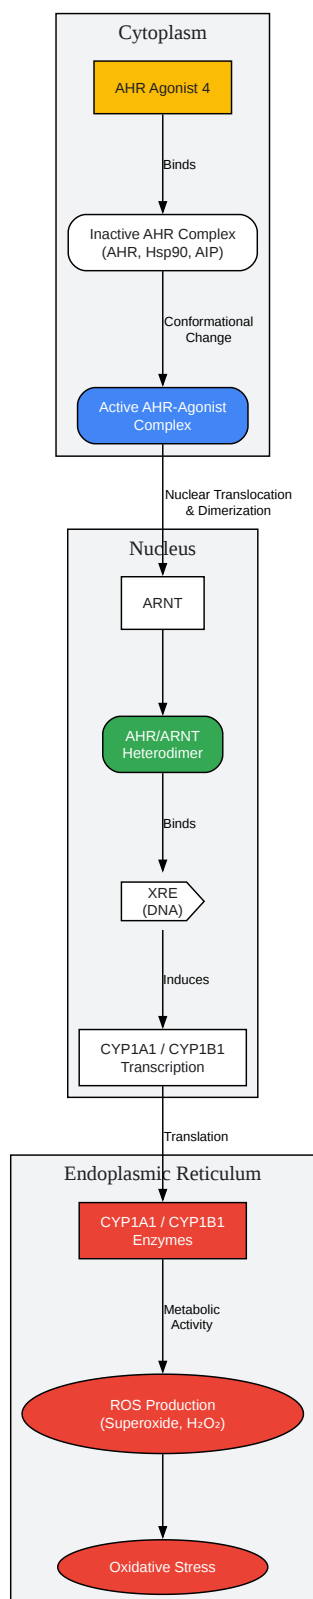 Cytoplasm
AHR Agonist 4
Binds
Inactive AHR Complex
(AHR, Hsp90, AIP)
Conformational
Change
Active AHR-Agonist
Complex
Nuclear Translocation
& Dimerization
Nucleus
ARNT
AHR/ARNT
Heterodimer
Binds
XRE
(DNA)
Induces
CYP1A1 / CYP1B1
Transcription
Translation
Endoplasmic Reticulum
CYP1A1 / CYP1B1
Enzymes
Metabolic
Activity
ROS Production
(Superoxide, H₂O₂)
Oxidative Stress